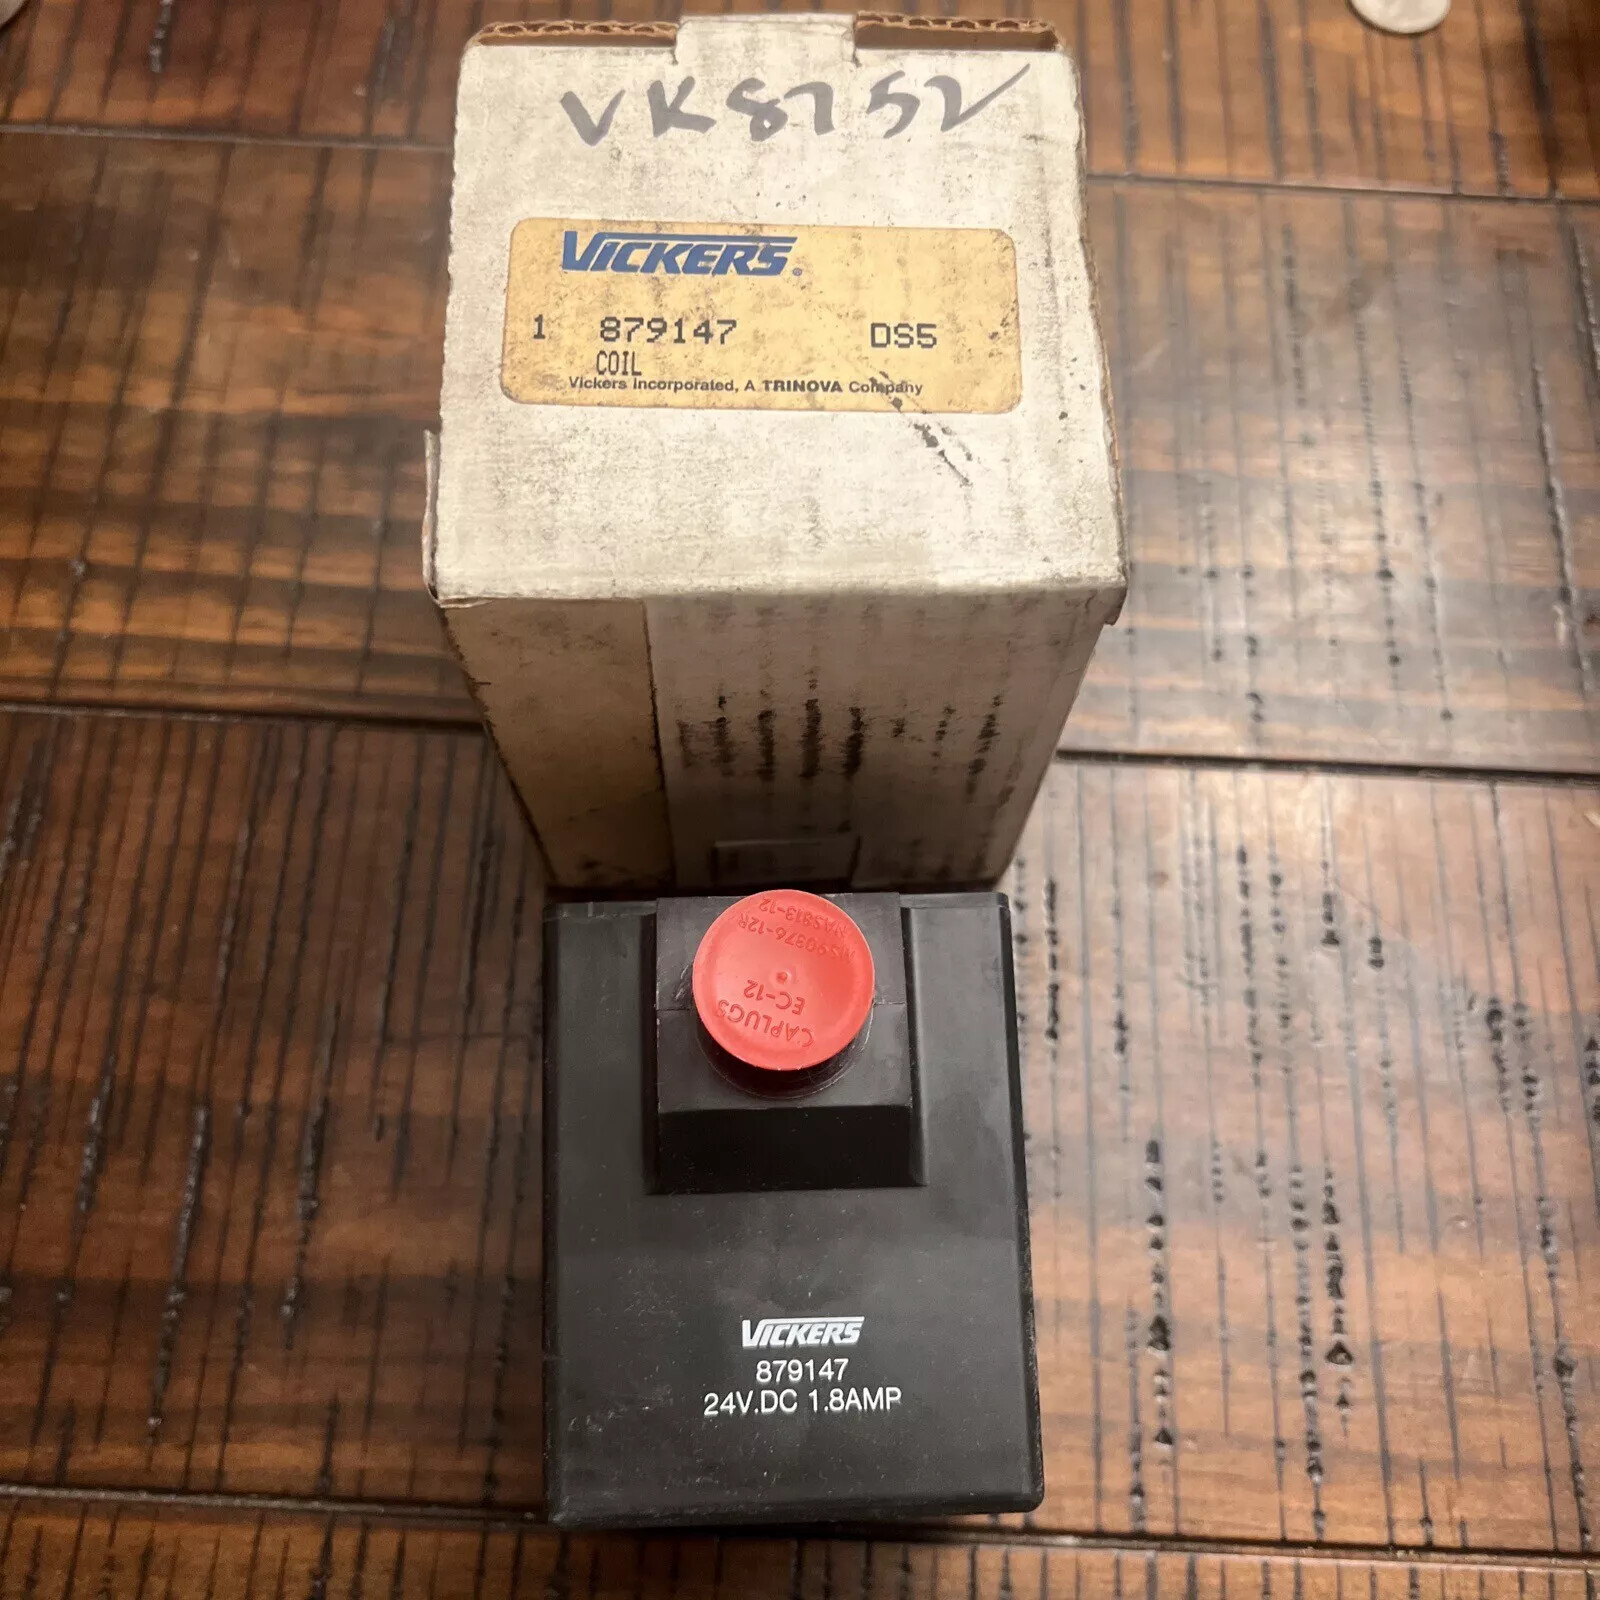 VK8752
VICKERS®
1 879147 DS5
COIL
Vickers Incorporated, A TRINOVA Company
NAS813-12
MS90376-12R
EC-12
CAPLUGS
VICKERS
879147
24V.DC 1.8AMP